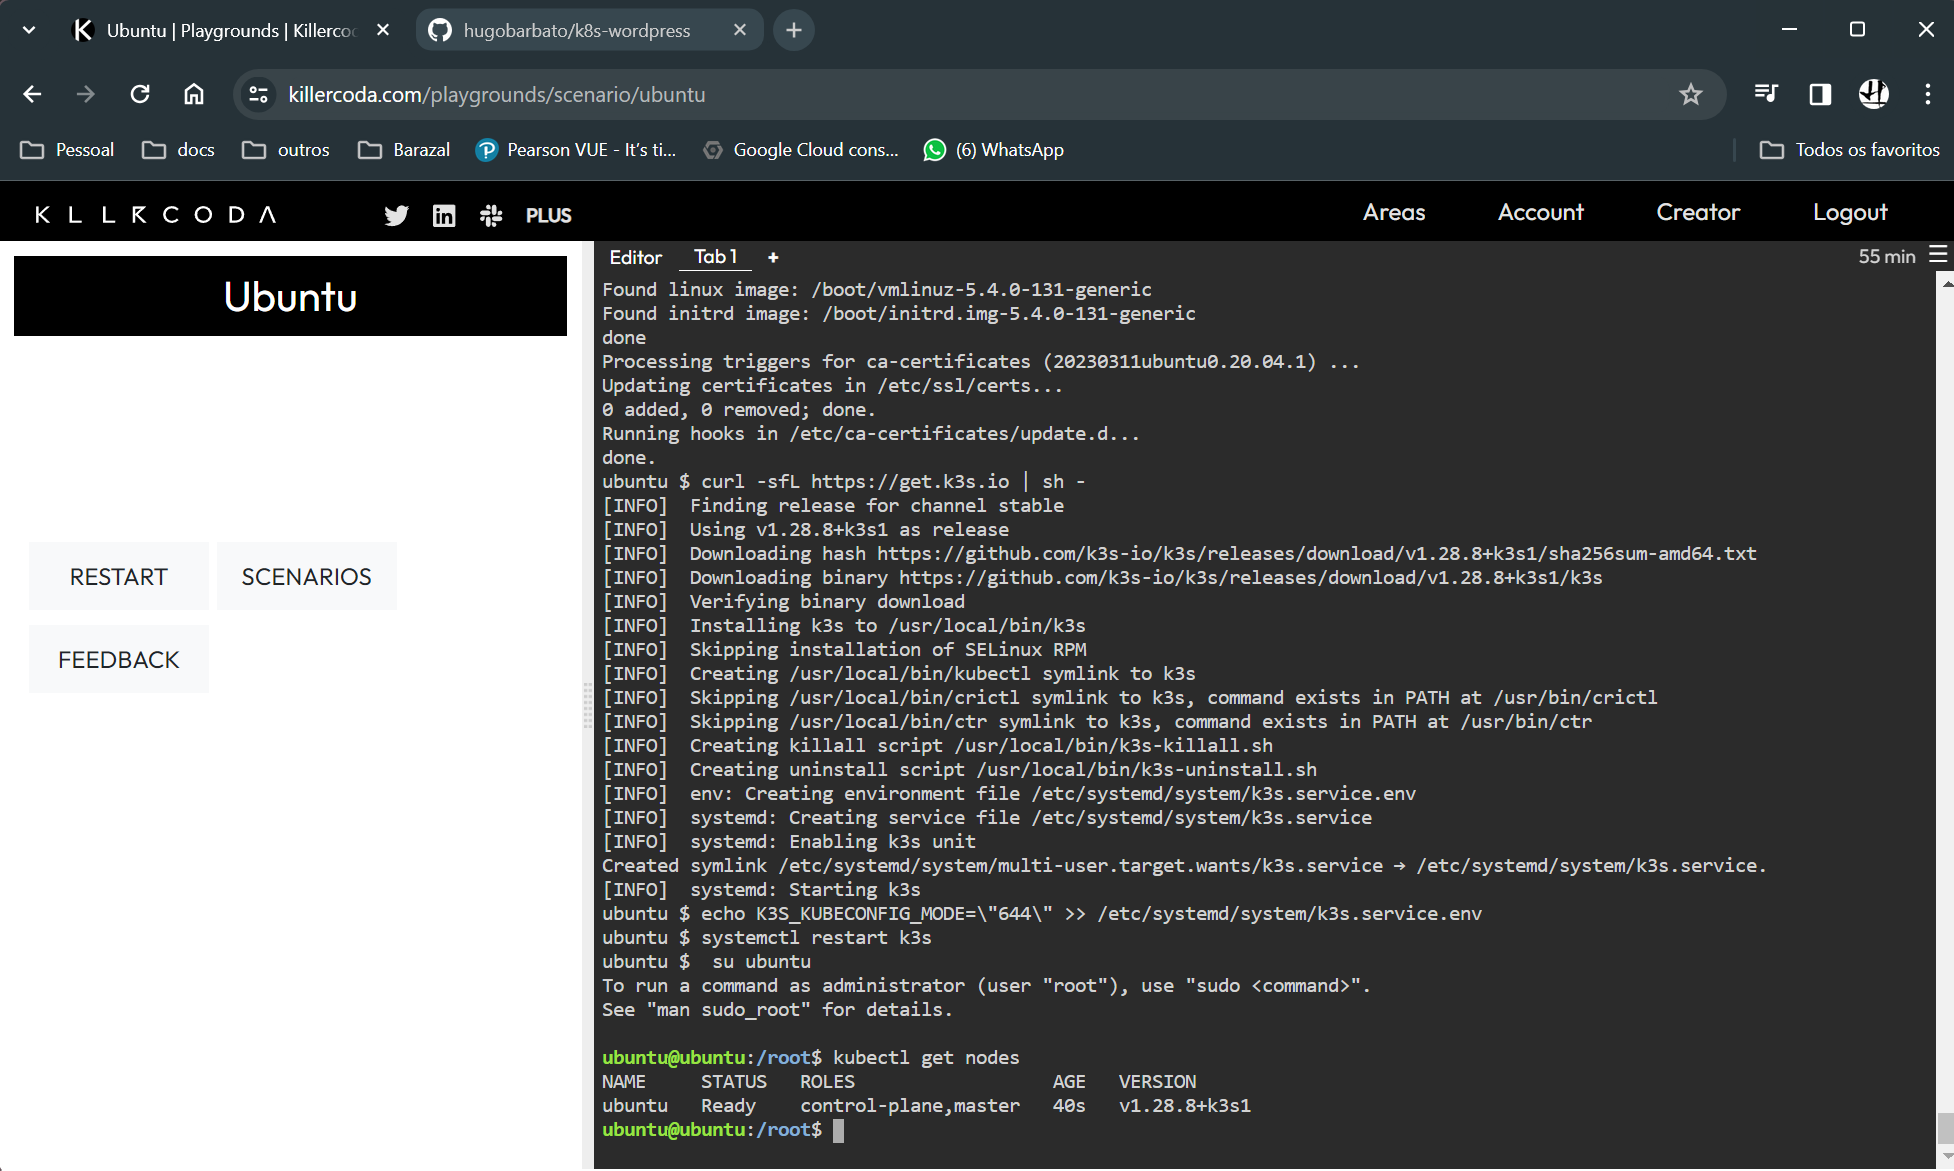 Ubuntu | Playgrounds | Killerco
hugobarbato/k8s-wordpress
killercoda.com/playgrounds/scenario/ubuntu
Pessoal docs outros Barazal Pearson VUE - It's ti... Google Cloud cons... (6) WhatsApp Todos os favoritos
KLLRCODA PLUS Areas Account Creator Logout
Ubuntu
RESTART SCENARIOS
FEEDBACK
Editor Tab 1 + 55 min
Found linux image: /boot/vmlinuz-5.4.0-131-generic
Found initrd image: /boot/initrd.img-5.4.0-131-generic
done
Processing triggers for ca-certificates (20230311ubuntu0.20.04.1) ...
Updating certificates in /etc/ssl/certs...
0 added, 0 removed; done.
Running hooks in /etc/ca-certificates/update.d...
done.
ubuntu $ curl -sfL https://get.k3s.io | sh -
[INFO]  Finding release for channel stable
[INFO]  Using v1.28.8+k3s1 as release
[INFO]  Downloading hash https://github.com/k3s-io/k3s/releases/download/v1.28.8+k3s1/sha256sum-amd64.txt
[INFO]  Downloading binary https://github.com/k3s-io/k3s/releases/download/v1.28.8+k3s1/k3s
[INFO]  Verifying binary download
[INFO]  Installing k3s to /usr/local/bin/k3s
[INFO]  Skipping installation of SELinux RPM
[INFO]  Creating /usr/local/bin/kubectl symlink to k3s
[INFO]  Skipping /usr/local/bin/crictl symlink to k3s, command exists in PATH at /usr/bin/crictl
[INFO]  Skipping /usr/local/bin/ctr symlink to k3s, command exists in PATH at /usr/bin/ctr
[INFO]  Creating killall script /usr/local/bin/k3s-killall.sh
[INFO]  Creating uninstall script /usr/local/bin/k3s-uninstall.sh
[INFO]  env: Creating environment file /etc/systemd/system/k3s.service.env
[INFO]  systemd: Creating service file /etc/systemd/system/k3s.service
[INFO]  systemd: Enabling k3s unit
Created symlink /etc/systemd/system/multi-user.target.wants/k3s.service → /etc/systemd/system/k3s.service.
[INFO]  systemd: Starting k3s
ubuntu $ echo K3S_KUBECONFIG_MODE=\"644\" >> /etc/systemd/system/k3s.service.env
ubuntu $ systemctl restart k3s
ubuntu $  su ubuntu
To run a command as administrator (user "root"), use "sudo <command>".
See "man sudo_root" for details.
ubuntu@ubuntu:/root$ kubectl get nodes
NAME     STATUS   ROLES                  AGE   VERSION
ubuntu   Ready    control-plane,master   40s   v1.28.8+k3s1
ubuntu@ubuntu:/root$